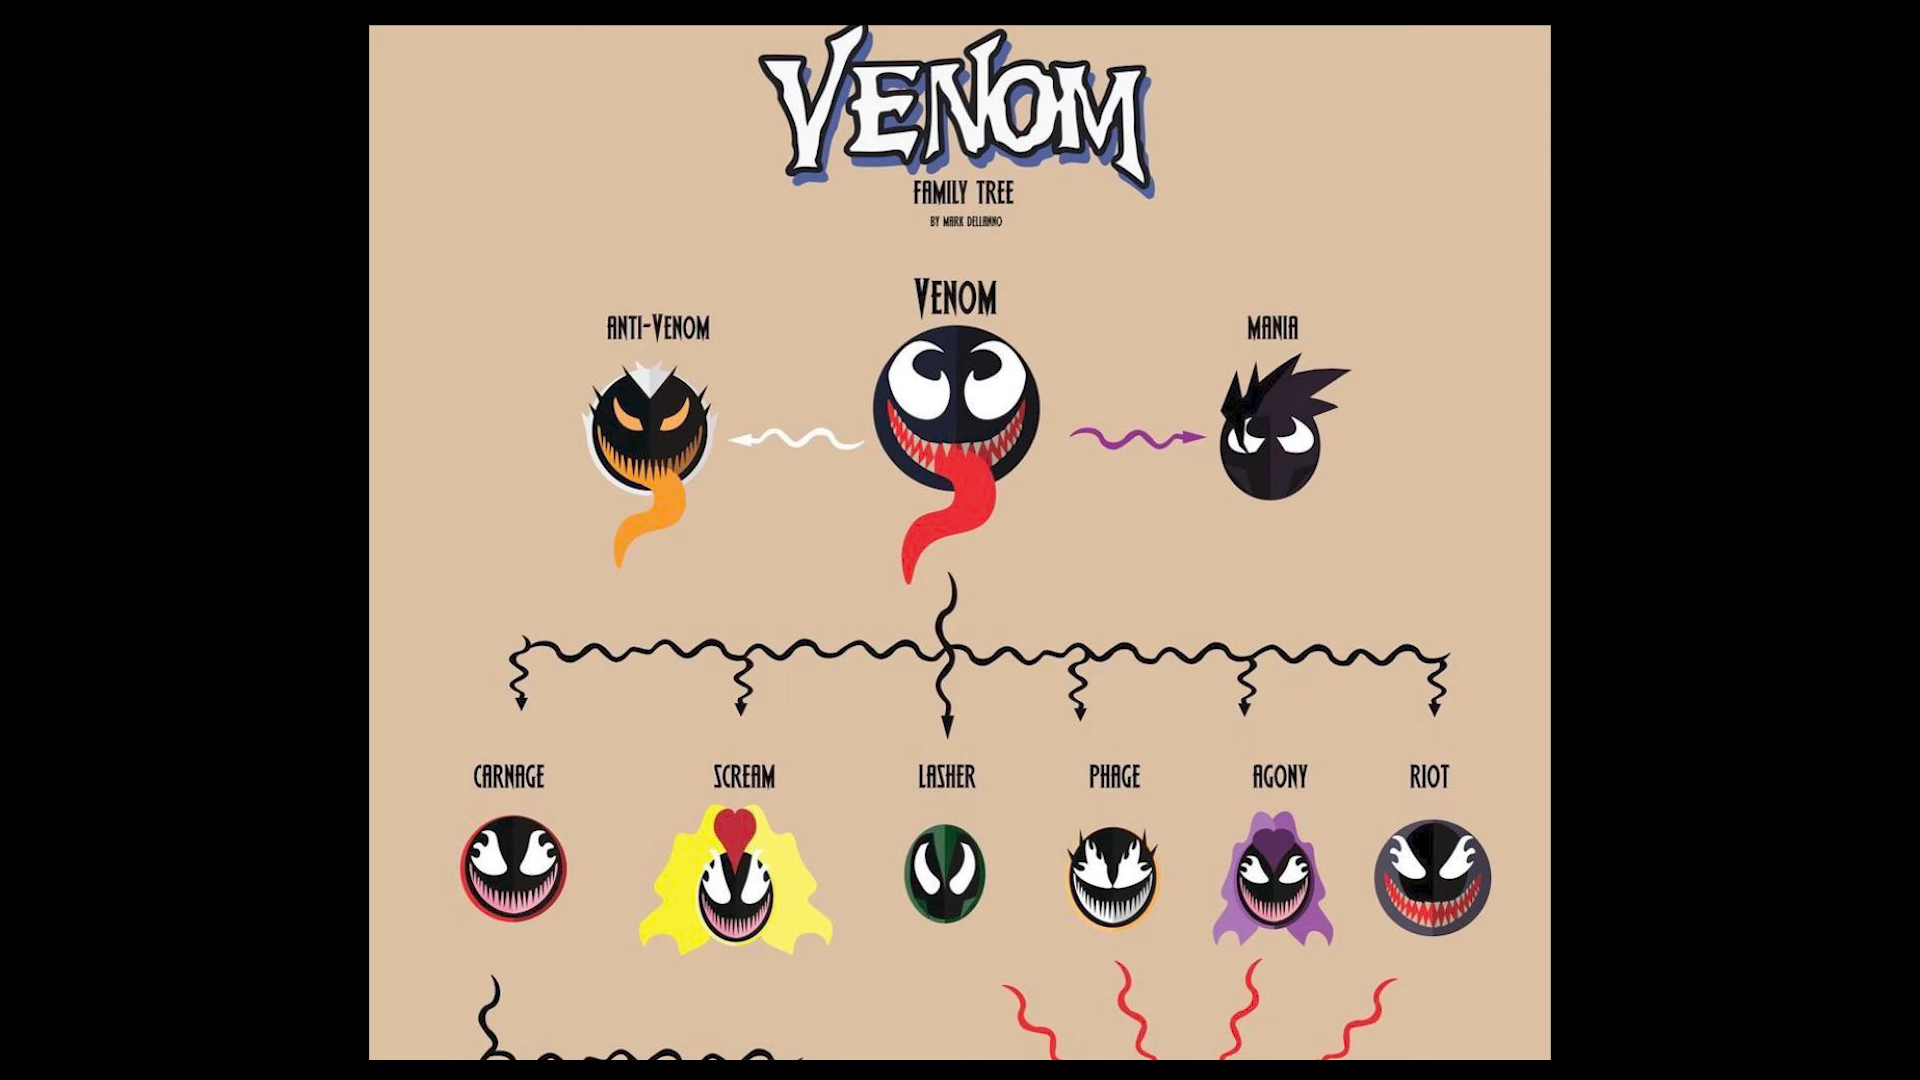 VENOM
FAMILY TREE
BY MARK DELLANNO
VENOM
ANTI-VENOM
MANIA
CARNAGE
SCREAM
LASHER
PHAGE
AGONY
RIOT